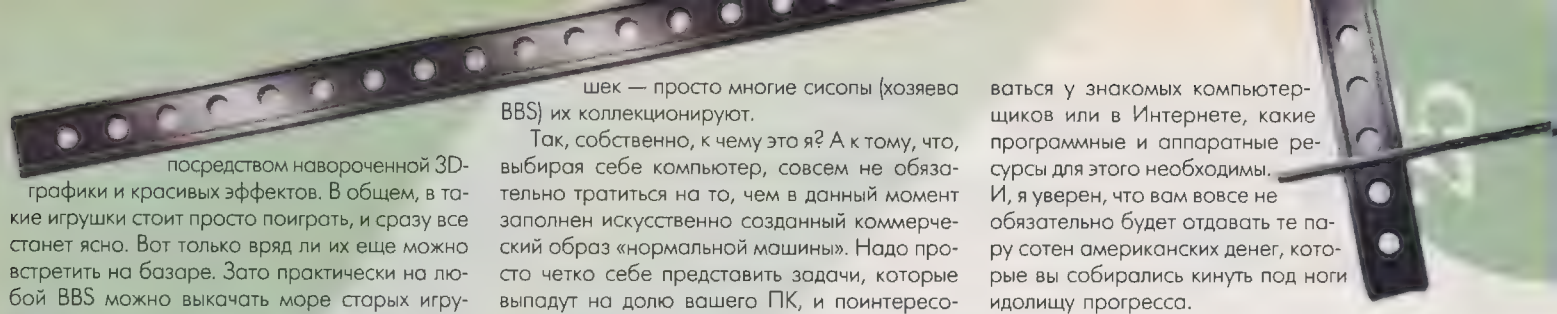 посредством навороченной 3D-
графики и красивых эффектов. В общем, в та-
кие игрушки стоит просто поиграть, и сразу все
станет ясно. Вот только вряд ли их еще можно
встретить на базаре. Зато практически на лю-
бой BBS можно выкачать море старых игру-
шек — просто многие сисопы (хозяева
BBS) их коллекционируют.
Так, собственно, к чему это я? А к тому, что,
выбирая себе компьютер, совсем не обяза-
тельно тратиться на то, чем в данный момент
заполнен искусственно созданный коммерче-
ский образ «нормальной машины». Надо про-
сто четко себе представить задачи, которые
выпадут на долю вашего ПК, и поинтересо-
ваться у знакомых компьютер-
щиков или в Интернете, какие
программные и аппаратные ре-
сурсы для этого необходимы.
И, я уверен, что вам вовсе не
обязательно будет отдавать те па-
ру сотен американских денег, кото-
рые вы собирались кинуть под ноги
идолищу прогресса.